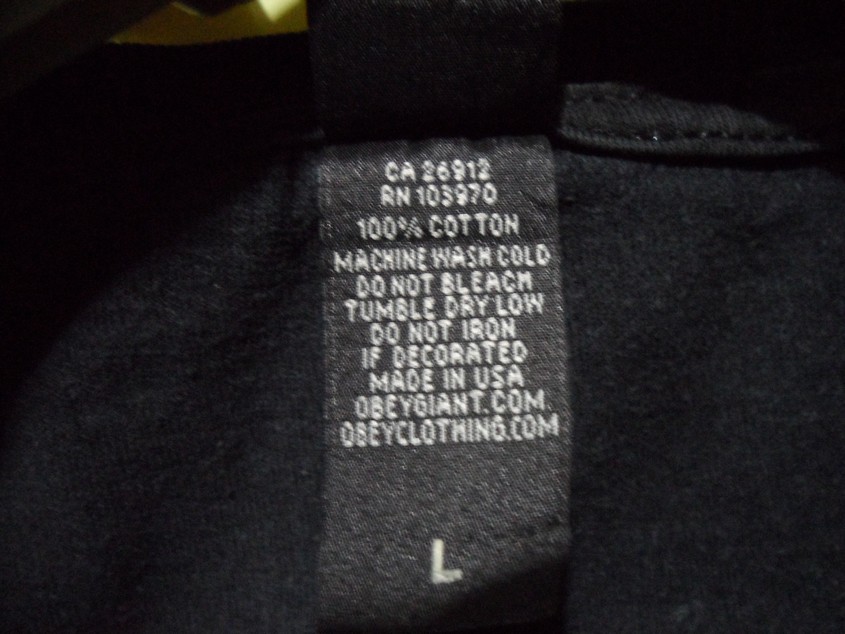 CA 26912
RN 103970
100% COTTON
MACHINE WASH COLD
DO NOT BLEACH
TUMBLE DRY LOW
DO NOT IRON
IF DECORATED
MADE IN USA
OBEYGIANT.COM
OBEYCLOTHING.COM
L